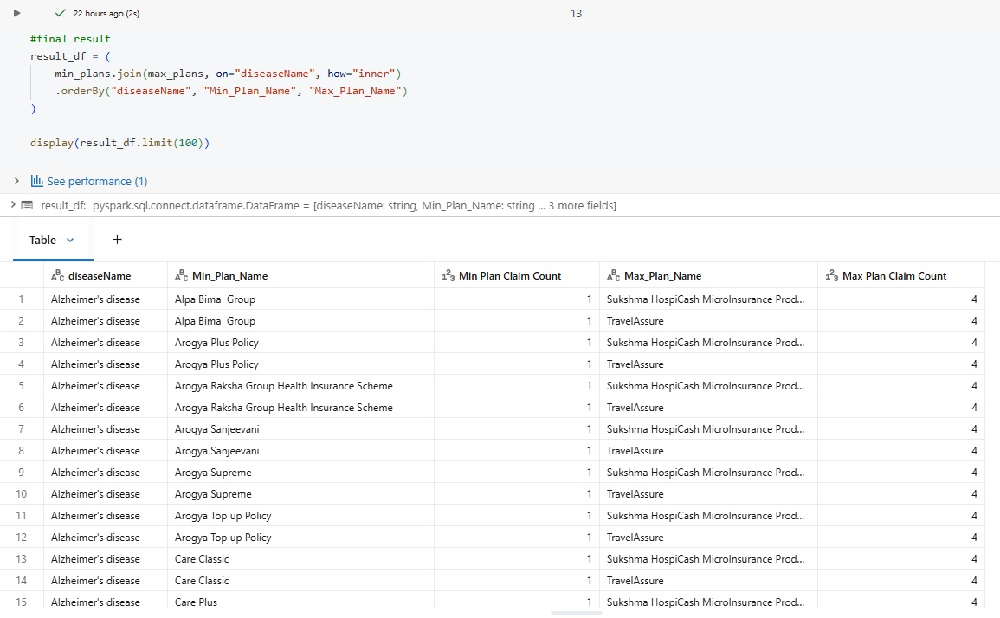 22 hours ago (2s)
13
#final result
result_df = (
    min_plans.join(max_plans, on="diseaseName", how="inner")
    .orderBy("diseaseName", "Min_Plan_Name", "Max_Plan_Name")
)
display(result_df.limit(100))
See performance (1)
result_df: pyspark.sql.connect.dataframe.DataFrame = [diseaseName: string, Min_Plan_Name: string ... 3 more fields]
Table +
ABC diseaseName ABC Min_Plan_Name 123 Min Plan Claim Count ABC Max_Plan_Name 123 Max Plan Claim Count
1 Alzheimer's disease Alpa Bima  Group 1 Sukshma HospiCash MicroInsurance Prod... 4
2 Alzheimer's disease Alpa Bima  Group 1 TravelAssure 4
3 Alzheimer's disease Arogya Plus Policy 1 Sukshma HospiCash MicroInsurance Prod... 4
4 Alzheimer's disease Arogya Plus Policy 1 TravelAssure 4
5 Alzheimer's disease Arogya Raksha Group Health Insurance Scheme 1 Sukshma HospiCash MicroInsurance Prod... 4
6 Alzheimer's disease Arogya Raksha Group Health Insurance Scheme 1 TravelAssure 4
7 Alzheimer's disease Arogya Sanjeevani 1 Sukshma HospiCash MicroInsurance Prod... 4
8 Alzheimer's disease Arogya Sanjeevani 1 TravelAssure 4
9 Alzheimer's disease Arogya Supreme 1 Sukshma HospiCash MicroInsurance Prod... 4
10 Alzheimer's disease Arogya Supreme 1 TravelAssure 4
11 Alzheimer's disease Arogya Top up Policy 1 Sukshma HospiCash MicroInsurance Prod... 4
12 Alzheimer's disease Arogya Top up Policy 1 TravelAssure 4
13 Alzheimer's disease Care Classic 1 Sukshma HospiCash MicroInsurance Prod... 4
14 Alzheimer's disease Care Classic 1 TravelAssure 4
15 Alzheimer's disease Care Plus 1 Sukshma HospiCash MicroInsurance Prod... 4